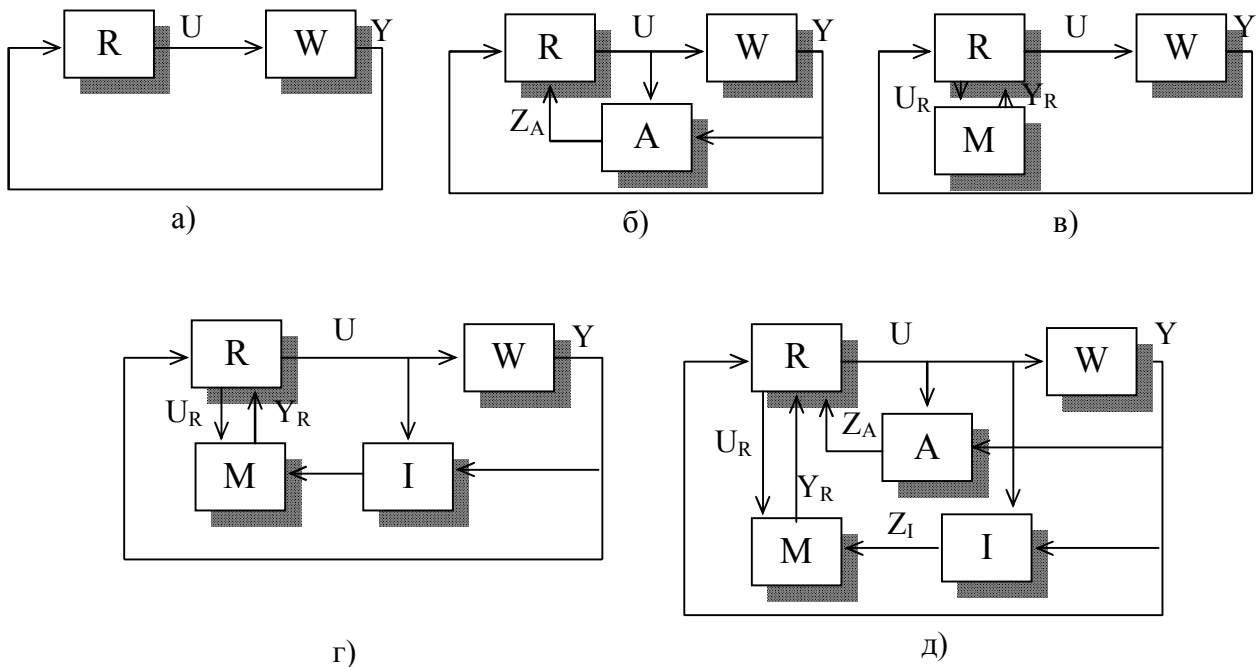 R U W Y
а)
R U W Y
Z_A A
б)
R U W Y
U_R Y_R
M
в)
R U W Y
U_R Y_R
M I
г)
R U W Y
Z_A A
U_R Y_R
M Z_I I
д)